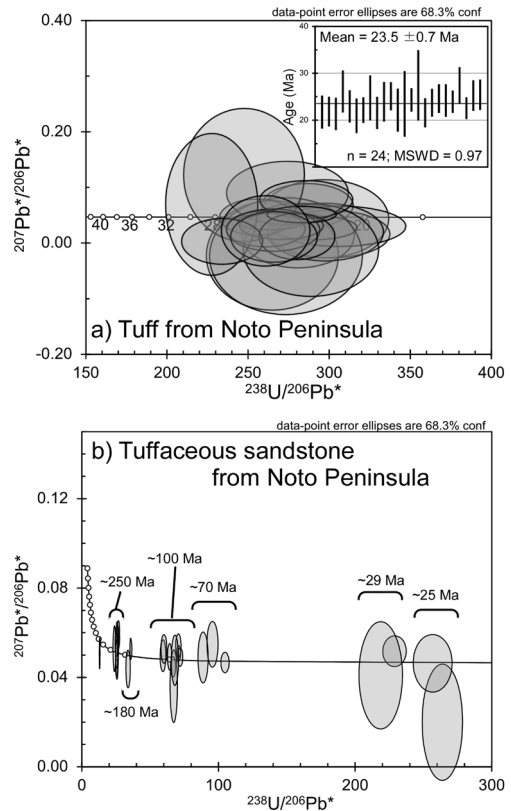 data-point error ellipses are 68.3% conf
0.40
0.20
0.00
-0.20
207Pb*/206Pb*
Mean = 23.5 ±0.7 Ma
40
30
20
Age (Ma)
n = 24; MSWD = 0.97
40 36 32
a) Tuff from Noto Peninsula
150 200 250 300 350 400
238U/206Pb*
data-point error ellipses are 68.3% conf
b) Tuffaceous sandstone
from Noto Peninsula
0.12
0.08
0.04
0.00
207Pb*/206Pb*
~100 Ma
~250 Ma
~70 Ma
~29 Ma
~25 Ma
~180 Ma
0 100 200 300
238U/206Pb*